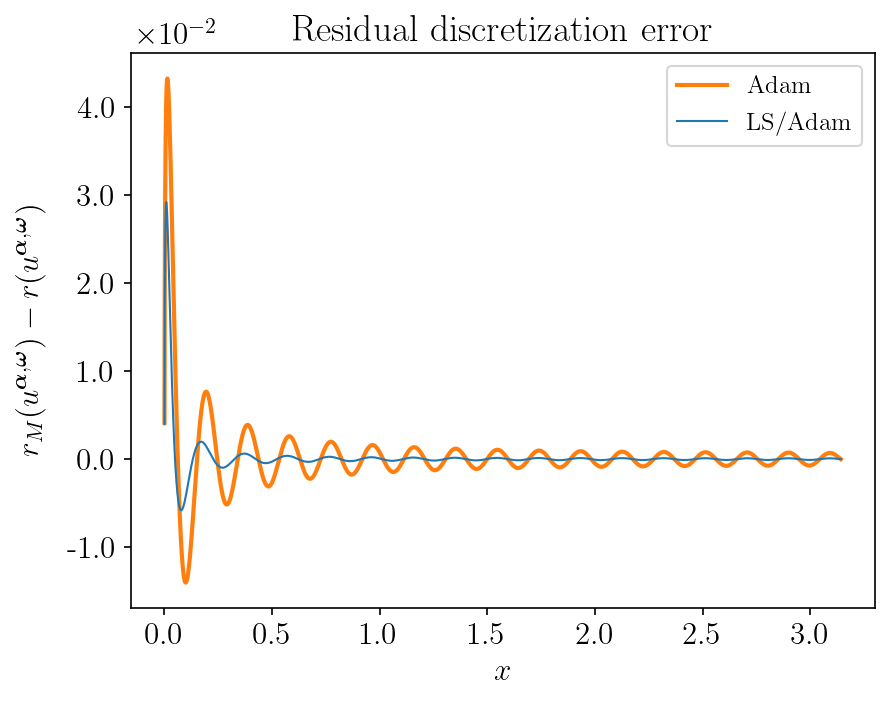 ×10⁻² Residual discretization error
Adam
LS/Adam
4.0
3.0
2.0
1.0
0.0
-1.0
r_M(u^{α,ω}) − r(u^{α,ω})
0.0 0.5 1.0 1.5 2.0 2.5 3.0
x